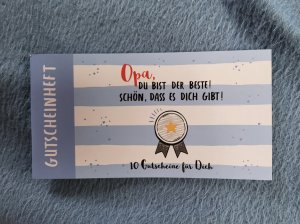 GUTSCHEINHEFT
Opa,
DU BIST DER BESTE!
SCHÖN, DASS ES DICH GIBT!
10 Gutscheine für Dich